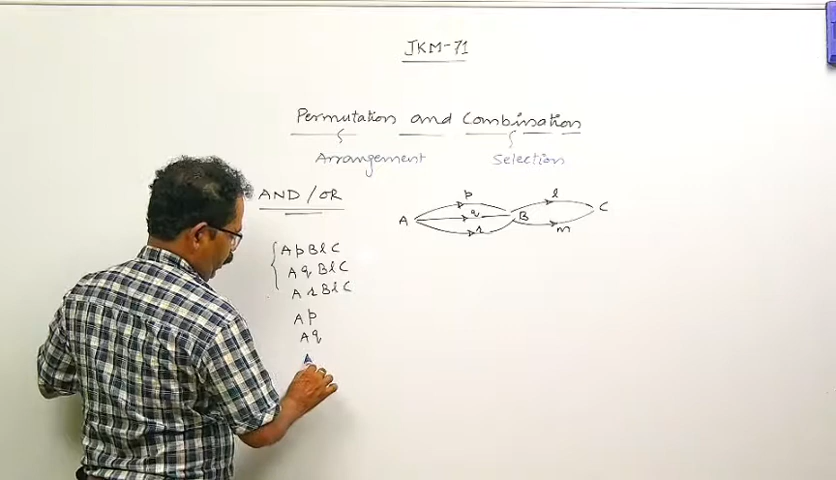 JKM-71
Permutation and Combination
Arrangement Selection
AND/OR
p l
A q B C
r m
A p B l C
A q B l C
A r B l C
A p
A q
A